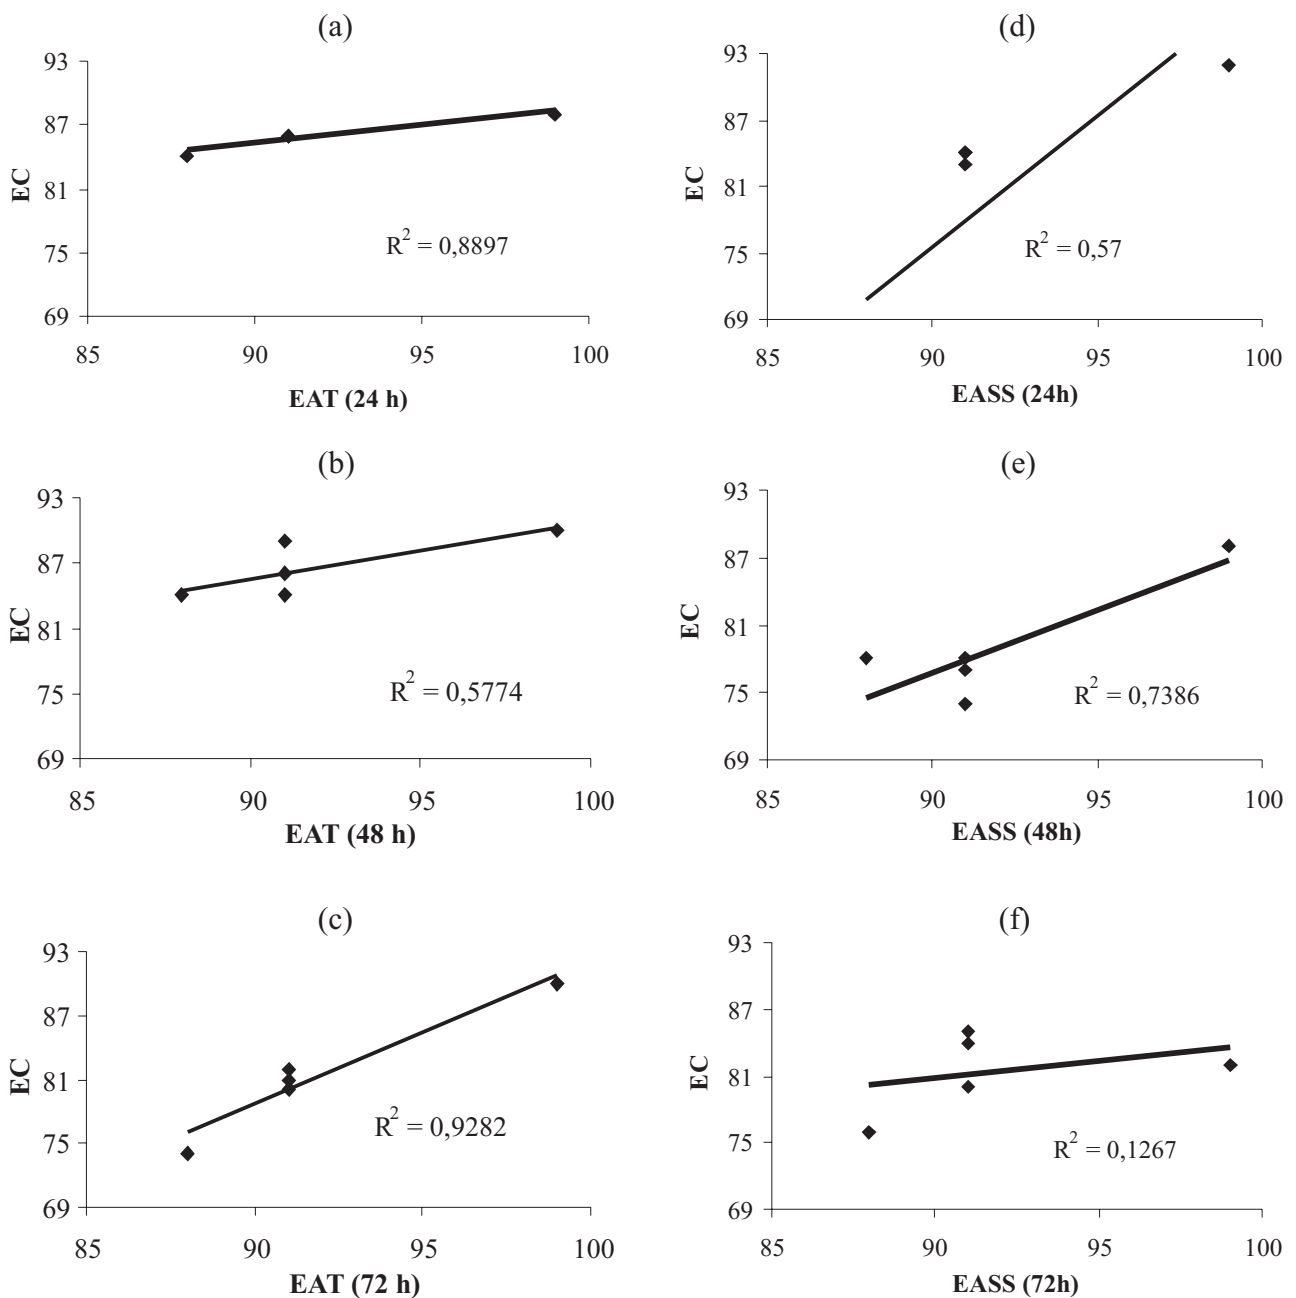 (a)
93
87
81
75
69
EC
R² = 0,8897
85 90 95 100
EAT (24 h)
(d)
93
87
81
75
69
EC
R² = 0,57
85 90 95 100
EASS (24h)
(b)
93
87
81
75
69
EC
R² = 0,5774
85 90 95 100
EAT (48 h)
(e)
93
87
81
75
69
EC
R² = 0,7386
85 90 95 100
EASS (48h)
(c)
93
87
81
75
69
EC
R² = 0,9282
85 90 95 100
EAT (72 h)
(f)
93
87
81
75
69
EC
R² = 0,1267
85 90 95 100
EASS (72h)